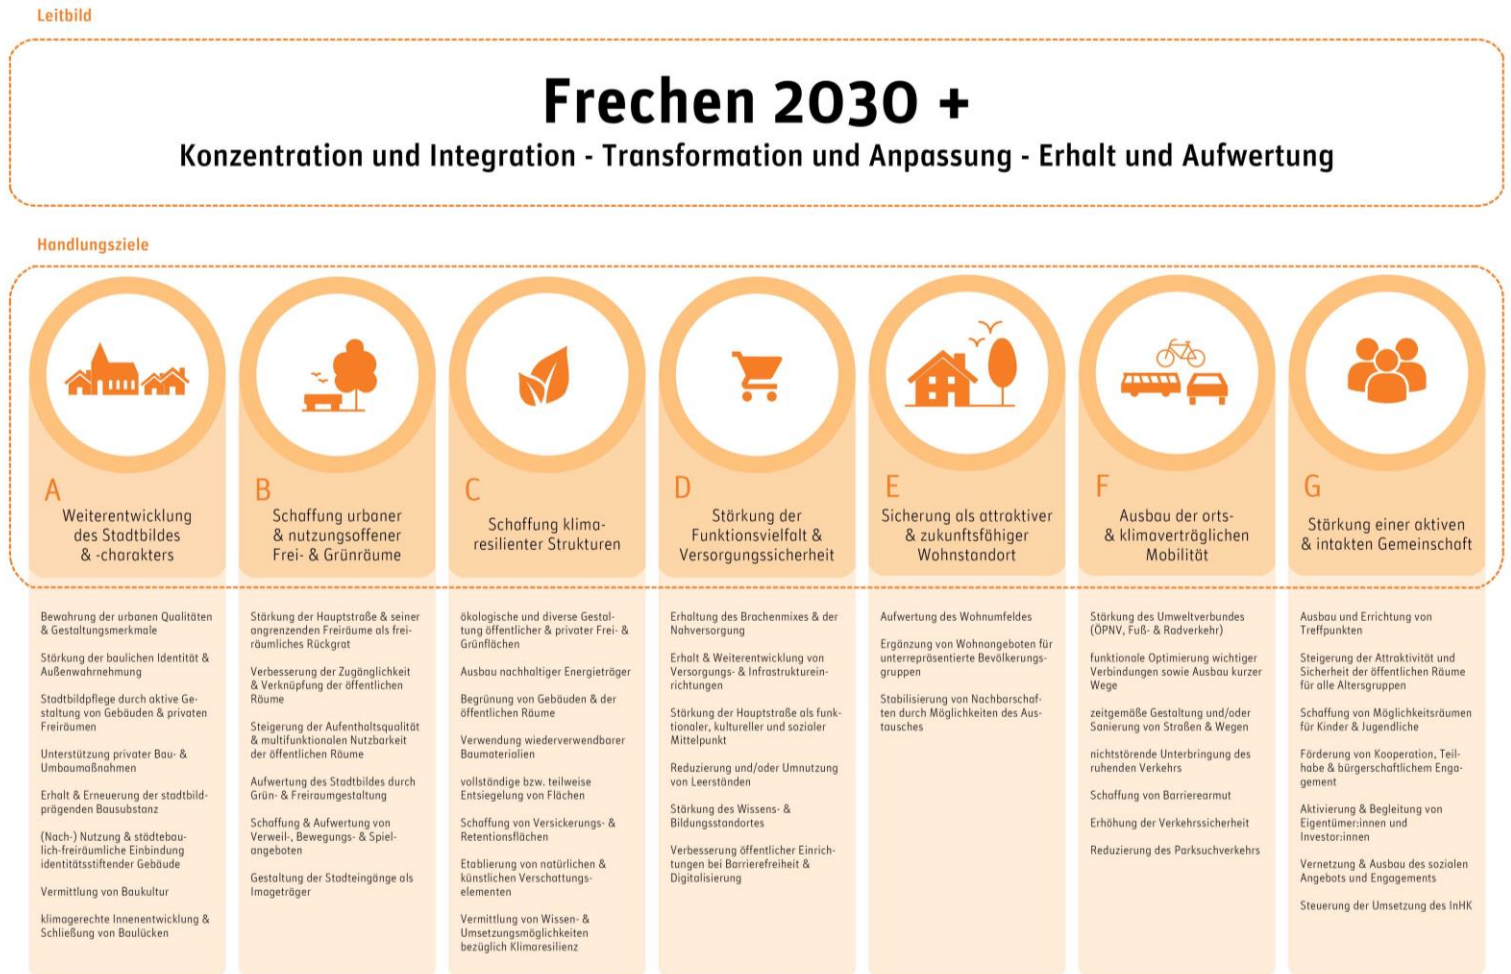 Leitbild
Frechen 2030 +
Konzentration und Integration - Transformation und Anpassung - Erhalt und Aufwertung
Handlungsziele
A
Weiterentwicklung
des Stadtbildes
& -charakters
Bewahrung der urbanen Qualitäten
& Gestaltungsmerkmale
Stärkung der baulichen Identität &
Außenwahrnehmung
Stadtbildpflege durch aktive Ge-
staltung von Gebäuden & privaten
Freiräumen
Unterstützung privater Bau- &
Umbaumaßnahmen
Erhalt & Erneuerung der stadtbild-
prägenden Bausubstanz
(Nach-) Nutzung & städtebau-
lich-freiräumliche Einbindung
identitätsstiftender Gebäude
Vermittlung von Baukultur
klimagerechte Innenentwicklung &
Schließung von Baulücken
B
Schaffung urbaner
& nutzungsoffener
Frei- & Grünräume
Stärkung der Hauptstraße & seiner
angrenzenden Freiräume als frei-
räumliches Rückgrat
Verbesserung der Zugänglichkeit
& Verknüpfung der öffentlichen
Räume
Steigerung der Aufenthaltsqualität
& multifunktionalen Nutzbarkeit
der öffentlichen Räume
Aufwertung des Stadtbildes durch
Grün- & Freiraumgestaltung
Schaffung & Aufwertung von
Verweil-, Bewegungs- & Spiel-
angeboten
Gestaltung der Stadteingänge als
Imageträger
C
Schaffung klima-
resilienter Strukturen
ökologische und diverse Gestal-
tung öffentlicher & privater Frei- &
Grünflächen
Ausbau nachhaltiger Energieträger
Begrünung von Gebäuden & der
öffentlichen Räume
Verwendung wiederverwendbarer
Baumaterialien
vollständige bzw. teilweise
Entsiegelung von Flächen
Schaffung von Versickerungs- &
Retentionsflächen
Etablierung von natürlichen &
künstlichen Verschattungs-
elementen
Vermittlung von Wissen- &
Umsetzungsmöglichkeiten
bezüglich Klimaresilienz
D
Stärkung der
Funktionsvielfalt &
Versorgungssicherheit
Erhaltung des Brachenmixes & der
Nahversorgung
Erhalt & Weiterentwicklung von
Versorgungs- & Infrastrukturein-
richtungen
Stärkung der Hauptstraße als funk-
tionaler, kultureller und sozialer
Mittelpunkt
Reduzierung und/oder Umnutzung
von Leerständen
Stärkung des Wissens- &
Bildungsstandortes
Verbesserung öffentlicher Einrich-
tungen bei Barrierefreiheit &
Digitalisierung
E
Sicherung als attraktiver
& zukunftsfähiger
Wohnstandort
Aufwertung des Wohnumfeldes
Ergänzung von Wohnangeboten für
unterrepräsentierte Bevölkerungs-
gruppen
Stabilisierung von Nachbarschaf-
ten durch Möglichkeiten des Aus-
tausches
F
Ausbau der orts-
& klimaverträglichen
Mobilität
Stärkung des Umweltverbundes
(ÖPNV, Fuß- & Radverkehr)
funktionale Optimierung wichtiger
Verbindungen sowie Ausbau kurzer
Wege
zeitgemäße Gestaltung und/oder
Sanierung von Straßen & Wegen
nichtstörende Unterbringung des
ruhenden Verkehrs
Schaffung von Barrierearmut
Erhöhung der Verkehrssicherheit
Reduzierung des Parksuchverkehrs
G
Stärkung einer aktiven
& intakten Gemeinschaft
Ausbau und Errichtung von
Treffpunkten
Steigerung der Attraktivität und
Sicherheit der öffentlichen Räume
für alle Altersgruppen
Schaffung von Möglichkeitsräumen
für Kinder & Jugendliche
Förderung von Kooperation, Teil-
habe & bürgerschaftlichem Enga-
gement
Aktivierung & Begleitung von
Eigentümer:innen und
Investor:innen
Vernetzung & Ausbau des sozialen
Angebots und Engagements
Steuerung der Umsetzung des InHK